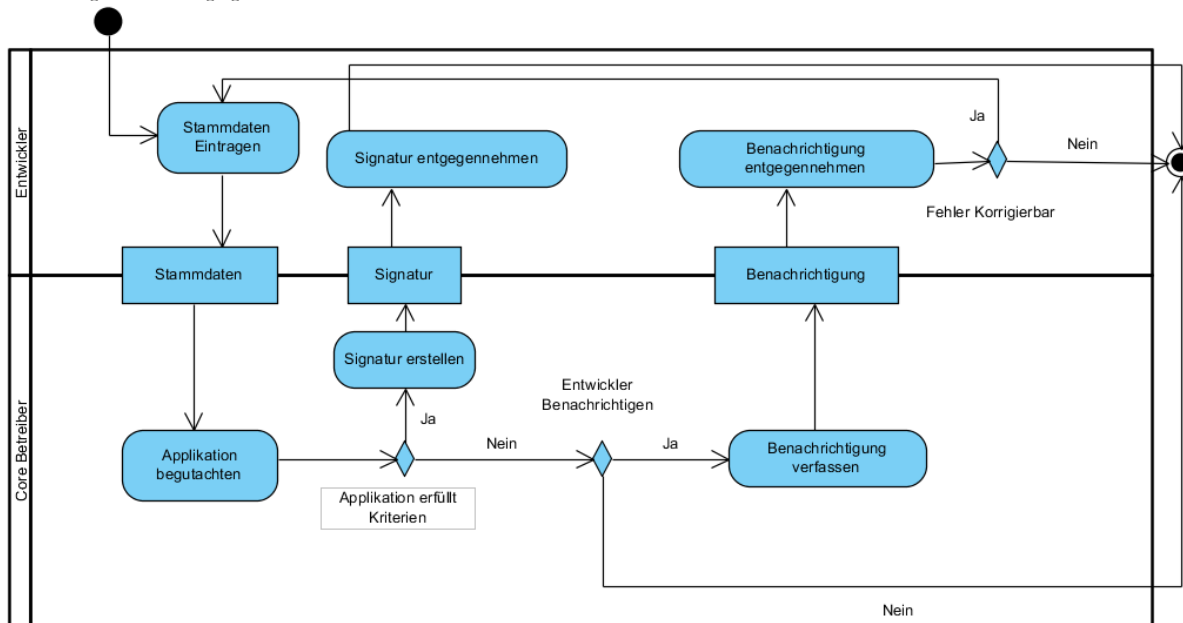 Entwickler
Stammdaten
Eintragen
Signatur entgegennehmen
Benachrichtigung
entgegennehmen
Ja
Nein
Fehler Korrigierbar
Stammdaten
Signatur
Benachrichtigung
Core Betreiber
Signatur erstellen
Ja
Entwickler
Benachrichtigen
Applikation
begutachten
Nein
Ja
Benachrichtigung
verfassen
Applikation erfüllt
Kriterien
Nein